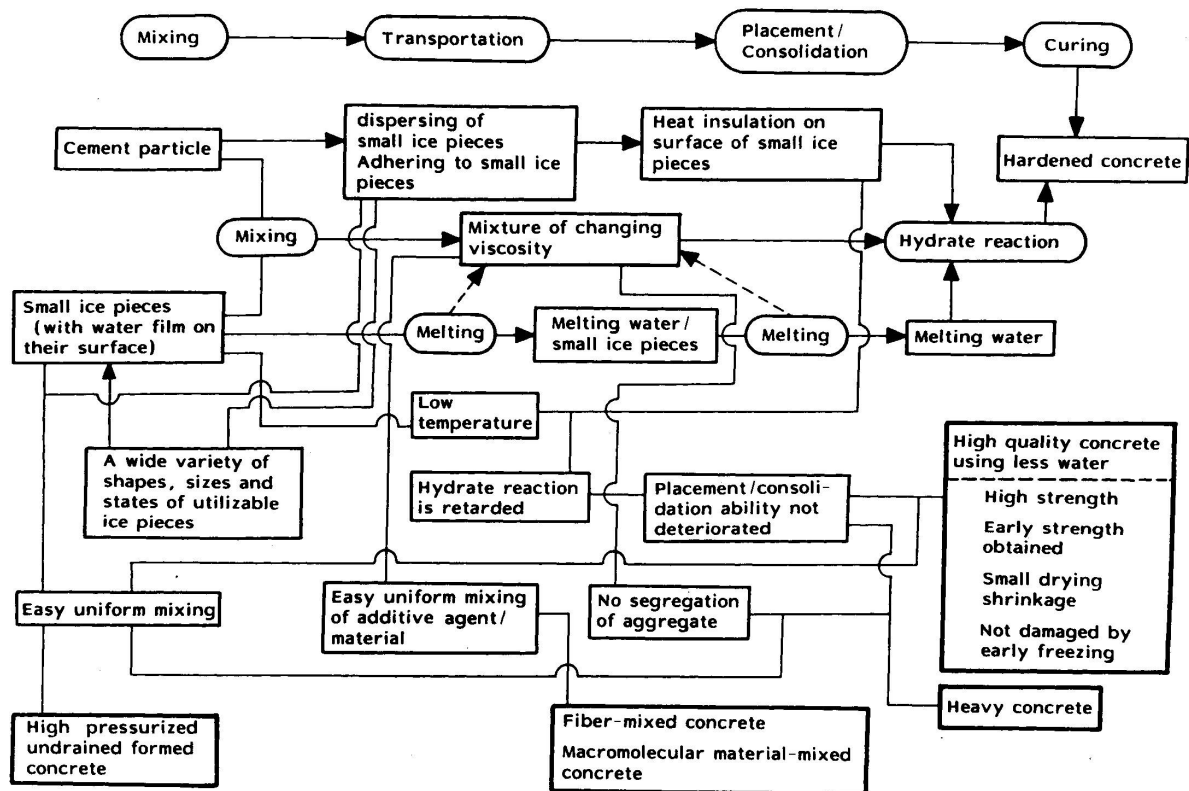 Mixing
Transportation
Placement/
Consolidation
Curing
Cement particle
dispersing of
small ice pieces
Adhering to small ice
pieces
Heat insulation on
surface of small ice
pieces
Hardened concrete
Mixing
Mixture of changing
viscosity
Hydrate reaction
Small ice pieces
(with water film on
their surface)
Melting
Melting water/
small ice pieces
Melting
Melting water
Low
temperature
A wide variety of
shapes, sizes and
states of utilizable
ice pieces
Hydrate reaction
is retarded
Placement/consoli-
dation ability not
deteriorated
High quality concrete
using less water
High strength
Early strength
obtained
Small drying
shrinkage
Not damaged by
early freezing
Easy uniform mixing
Easy uniform mixing
of additive agent/
material
No segregation
of aggregate
Heavy concrete
High pressurized
undrained formed
concrete
Fiber-mixed concrete
Macromolecular material-mixed
concrete